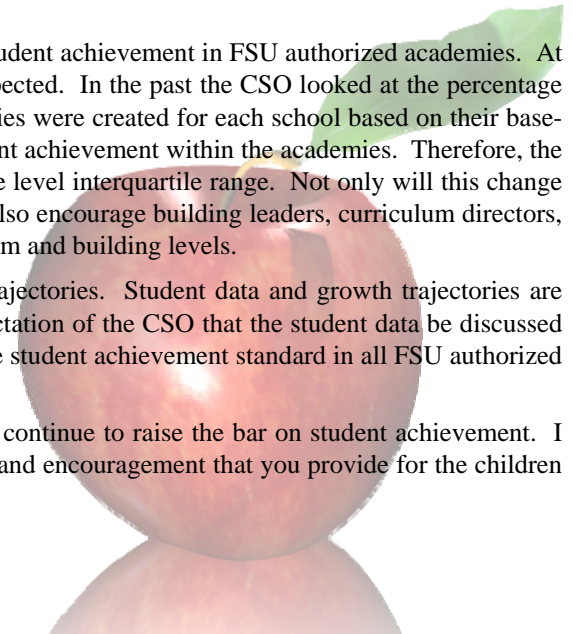 udent achievement in FSU authorized academies. At
pected. In the past the CSO looked at the percentage
ies were created for each school based on their base-
nt achievement within the academies. Therefore, the
e level interquartile range. Not only will this change
also encourage building leaders, curriculum directors,
m and building levels.
ajectories. Student data and growth trajectories are
ctation of the CSO that the student data be discussed
e student achievement standard in all FSU authorized
continue to raise the bar on student achievement. I
and encouragement that you provide for the children